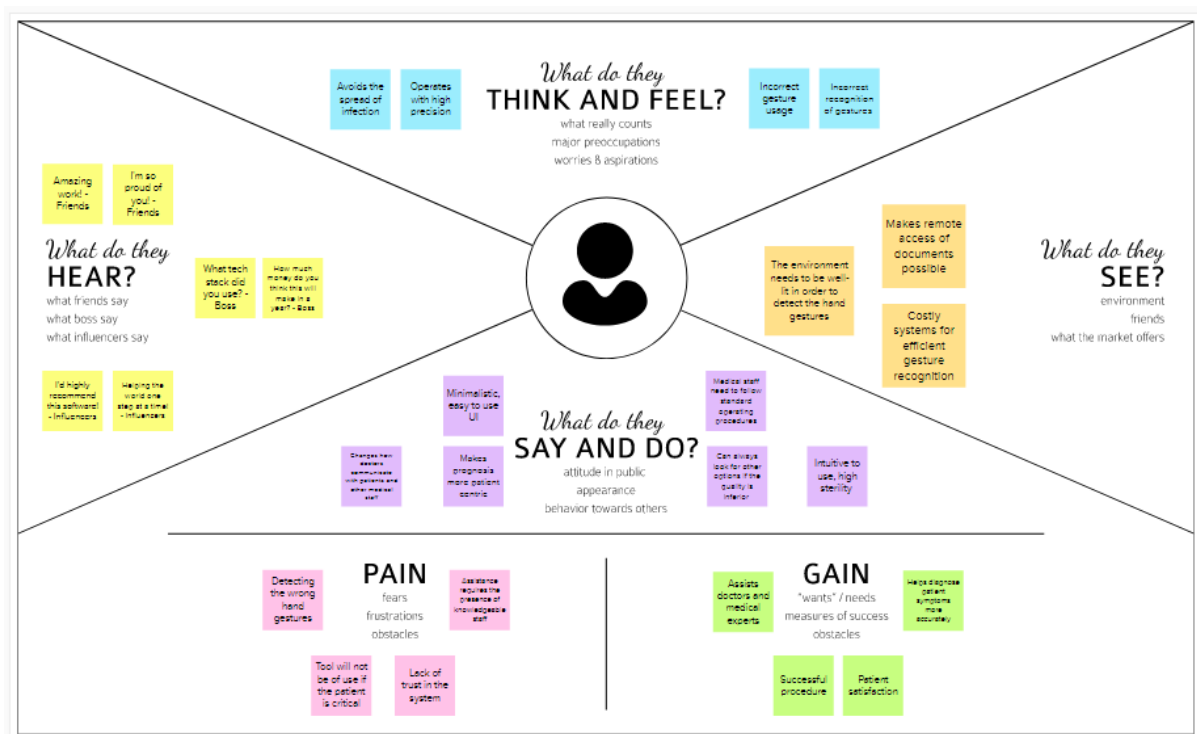 What do they
THINK AND FEEL?
what really counts
major preoccupations
worries & aspirations
Avoids the
spread of
infection
Operates
with high
precision
Incorrect
gesture
usage
Incorrect
recognition
of gestures
What do they
HEAR?
what friends say
what boss say
what influencers say
Amazing
work! -
Friends
I'm so
proud of
you! -
Friends
What tech
stack did
you use? -
Boss
How much
money do you
think this will
make in a
year? - Boss
I'd highly
recommend
this software!
- Influencers
Helping the
world one
step at a time!
- Influencers
What do they
SEE?
environment
friends
what the market offers
Makes remote
access of
documents
possible
The environment
needs to be well-
lit in order to
detect the hand
gestures
Costly
systems for
efficient
gesture
recognition
What do they
SAY AND DO?
attitude in public
appearance
behavior towards others
Minimalistic,
easy to use
UI
Changes how
doctors
communicate
with patients and
other medical
staff
Makes
prognosis
more patient
centric
Medical staff
need to follow
standard
operating
procedures
Can always
look for other
options if the
quality is
inferior
Intuitive to
use, high
sterility
PAIN
fears
frustrations
obstacles
Detecting
the wrong
hand
gestures
Assistance
requires the
presence of
knowledgeable
staff
Tool will not
be of use if
the patient
is critical
Lack of
trust in the
system
GAIN
"wants" / needs
measures of success
obstacles
Assists
doctors and
medical
experts
Helps diagnose
patient
symptoms
more
accurately
Successful
procedure
Patient
satisfaction